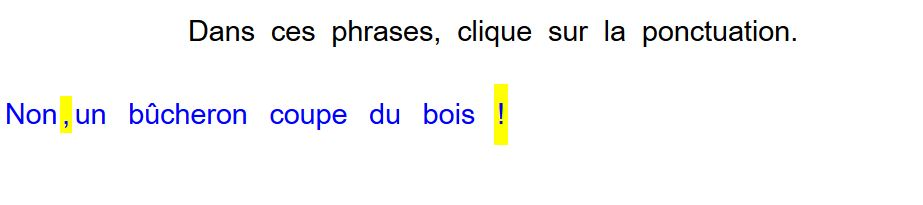 Dans ces phrases, clique sur la ponctuation.
Non , un bûcheron coupe du bois !